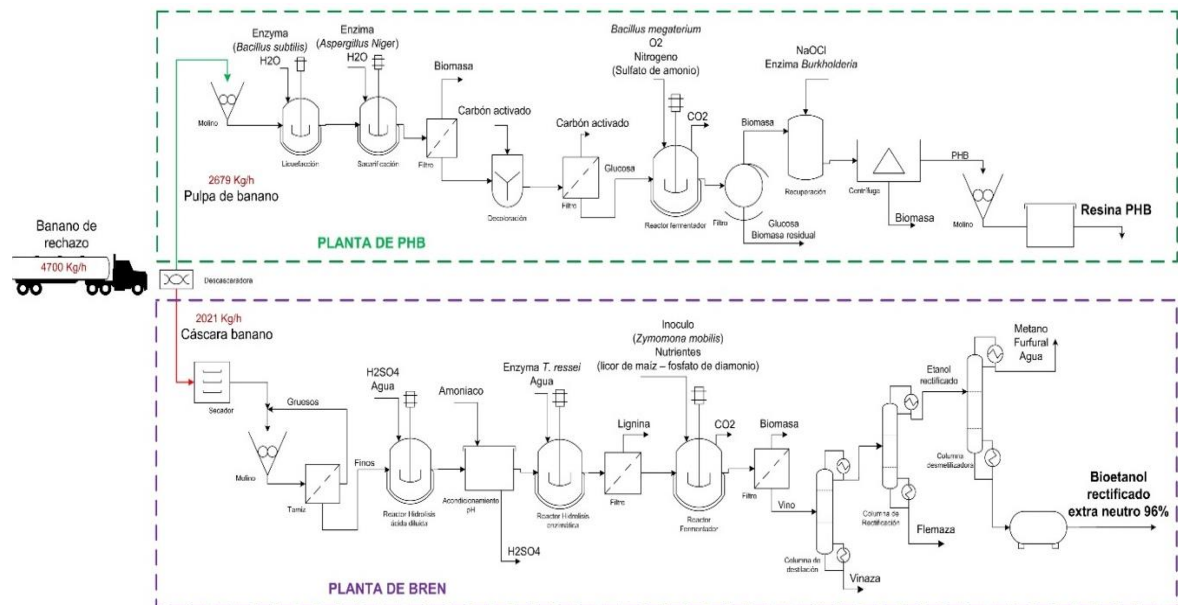 Enzyma
(Bacillus subtilis)
H2O
Enzima
(Aspergillus Niger)
H2O
Biomasa
Carbón activado
Carbón activado
Bacillus megaterium
O2
Nitrogeno
(Sulfato de amonio)
CO2
NaOCl
Enzima Burkholderia
Biomasa
PHB
Molino
Licuefacción
Sacarificación
Filtro
Decoloración
Filtro
Glucosa
Reactor fermentador
Filtro
Recuperación
Centrífuga
Molino
Resina PHB
Biomasa
Glucosa
Biomasa residual
2679 Kg/h
Pulpa de banano
PLANTA DE PHB
Banano de
rechazo
4700 Kg/h
Descascaradora
2021 Kg/h
Cáscara banano
Secador
Gruesos
Molino
Finos
Tamiz
H2SO4
Agua
Reactor Hidrolisis
ácida diluida
Amoniaco
Acondicionamiento
pH
H2SO4
Enzyma T. ressei
Agua
Reactor Hidrolisis
enzimática
Lignina
Filtro
Inoculo
(Zymomona mobilis)
Nutrientes
(licor de maíz – fosfato de diamonio)
CO2
Reactor
Fermentador
Biomasa
Filtro
Vino
Columna de
destilación
Vinaza
Columna de
Rectificación
Flemaza
Etanol
rectificado
Columna
desmetilizadora
Metano
Furfural
Agua
Bioetanol
rectificado
extra neutro 96%
PLANTA DE BREN